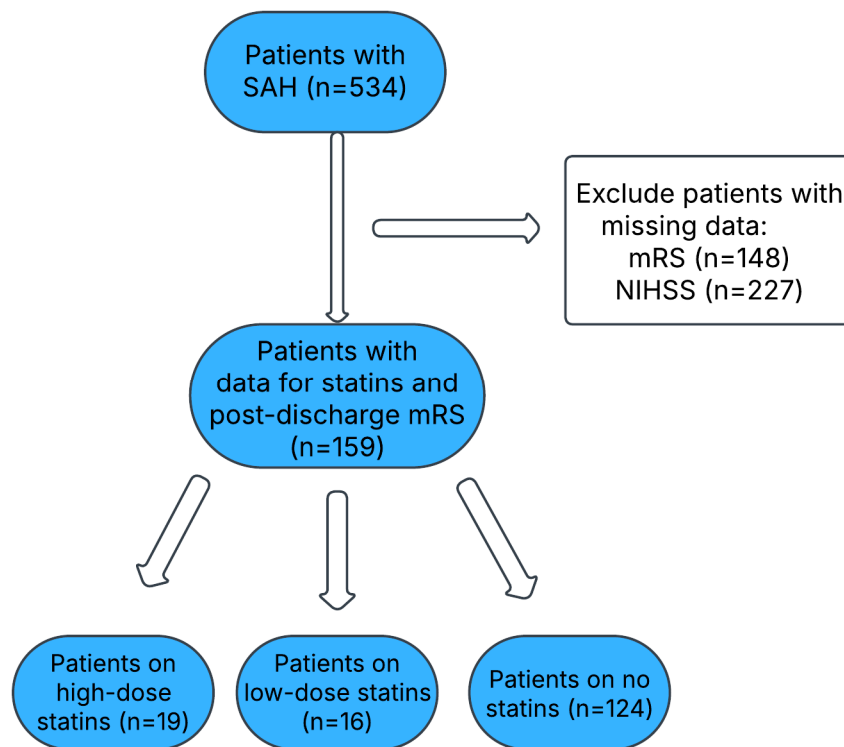 Patients with
SAH (n=534)
Exclude patients with
missing data:
mRS (n=148)
NIHSS (n=227)
Patients with
data for statins and
post-discharge mRS
(n=159)
Patients on
high-dose
statins (n=19)
Patients on
low-dose statins
(n=16)
Patients on no
statins (n=124)